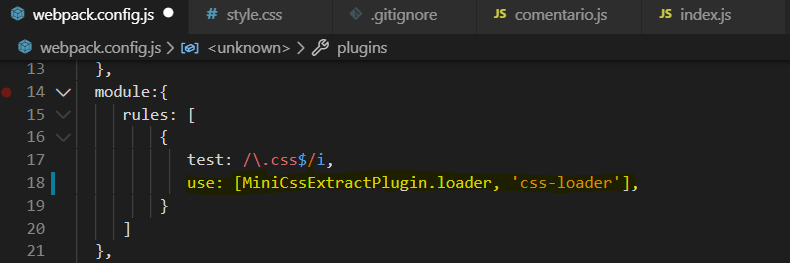 webpack.config.js style.css .gitignore JS comentario.js JS index.js
webpack.config.js > <unknown> > plugins
13 },
14 module:{
15 rules: [
16 {
17 test: /\.css$/i,
18 use: [MiniCssExtractPlugin.loader, 'css-loader'],
19 }
20 ]
21 },